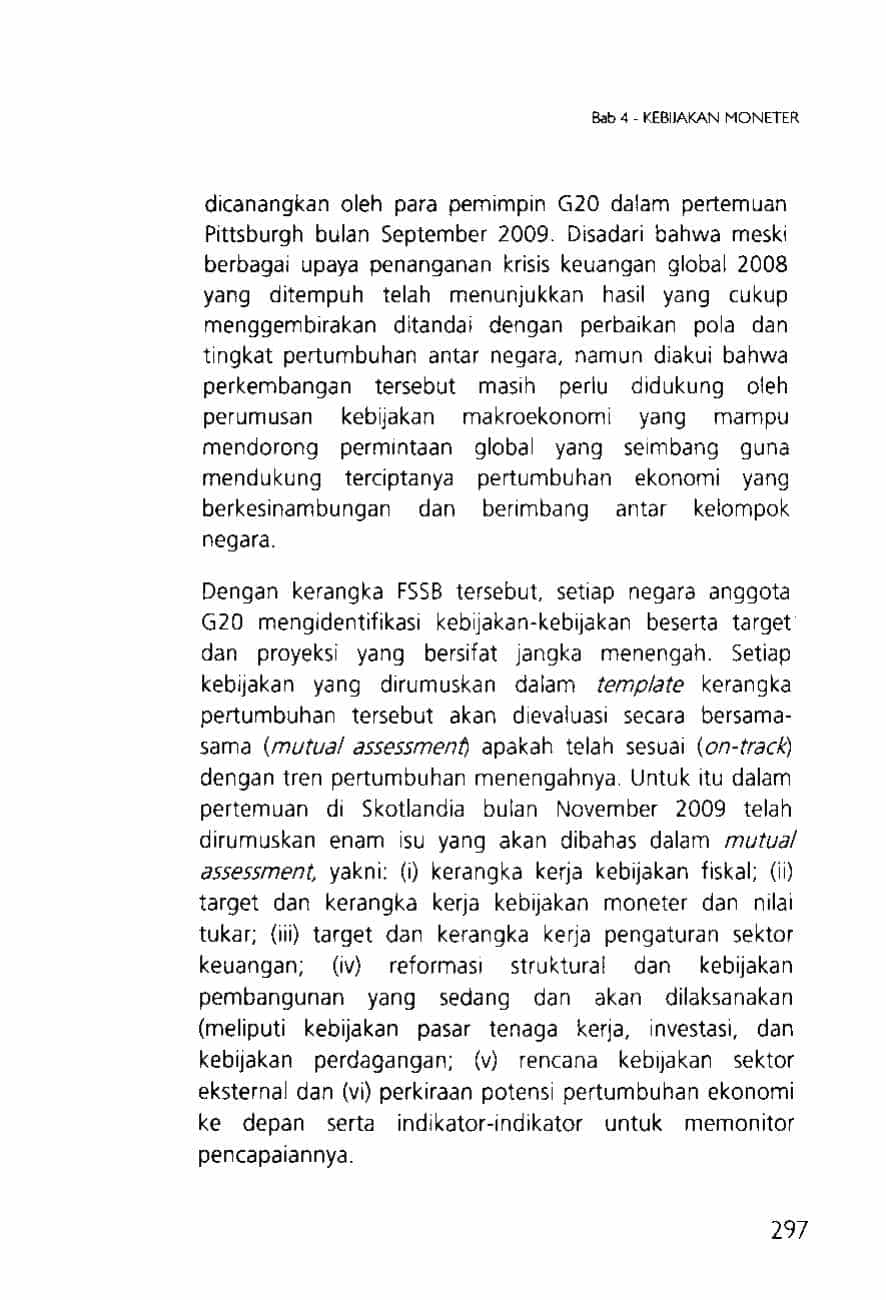 Bab 4 - KEBIJAKAN MONETER
dicanangkan oleh para pemimpin G20 dalam pertemuan
Pittsburgh bulan September 2009. Disadari bahwa meski
berbagai upaya penanganan krisis keuangan global 2008
yang ditempuh telah menunjukkan hasil yang cukup
menggembirakan ditandai dengan perbaikan pola dan
tingkat pertumbuhan antar negara, namun diakui bahwa
perkembangan tersebut masih perlu didukung oleh
perumusan kebijakan makroekonomi yang mampu
mendorong permintaan global yang seimbang guna
mendukung terciptanya pertumbuhan ekonomi yang
berkesinambungan dan berimbang antar kelompok
negara.
Dengan kerangka FSSB tersebut, setiap negara anggota
G20 mengidentifikasi kebijakan-kebijakan beserta target
dan proyeksi yang bersifat jangka menengah. Setiap
kebijakan yang dirumuskan dalam template kerangka
pertumbuhan tersebut akan dievaluasi secara bersama-
sama (mutual assessment) apakah telah sesuai (on-track)
dengan tren pertumbuhan menengahnya. Untuk itu dalam
pertemuan di Skotlandia bulan November 2009 telah
dirumuskan enam isu yang akan dibahas dalam mutual
assessment, yakni: (i) kerangka kerja kebijakan fiskal; (ii)
target dan kerangka kerja kebijakan moneter dan nilai
tukar; (iii) target dan kerangka kerja pengaturan sektor
keuangan; (iv) reformasi struktural dan kebijakan
pembangunan yang sedang dan akan dilaksanakan
(meliputi kebijakan pasar tenaga kerja, investasi, dan
kebijakan perdagangan; (v) rencana kebijakan sektor
eksternal dan (vi) perkiraan potensi pertumbuhan ekonomi
ke depan serta indikator-indikator untuk memonitor
pencapaiannya.
297